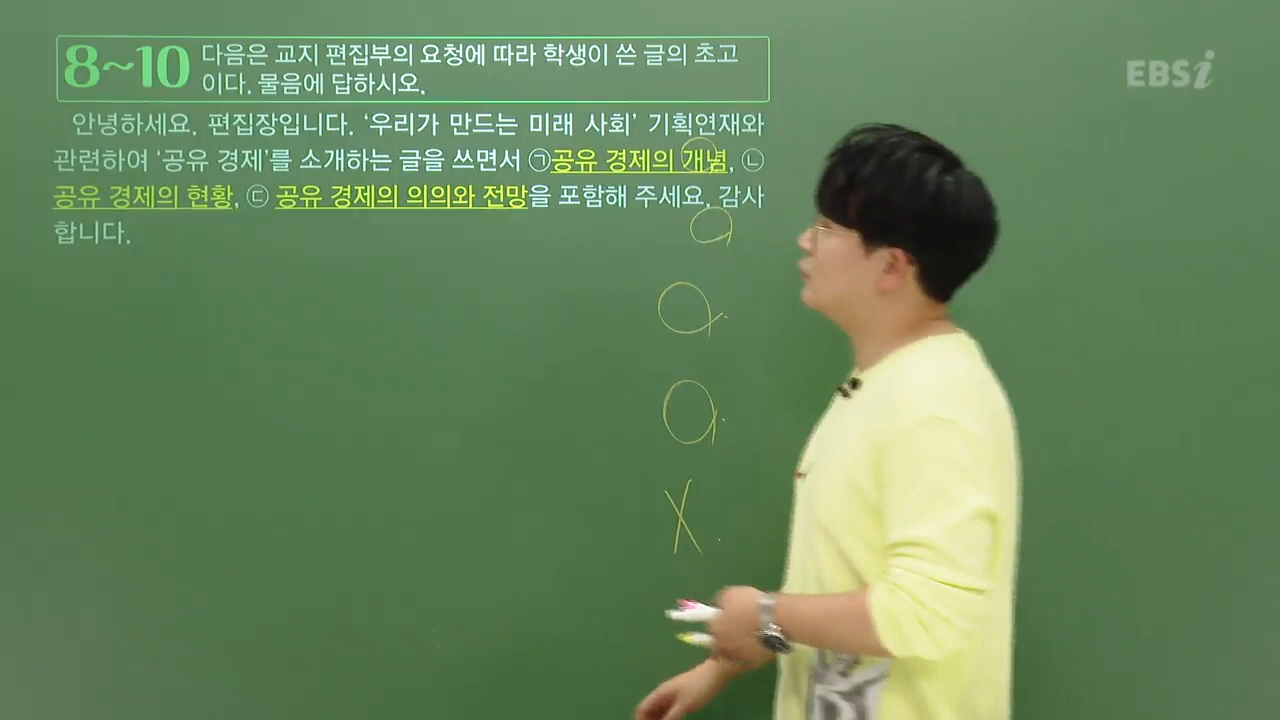 8~10 다음은 교지 편집부의 요청에 따라 학생이 쓴 글의 초고
이다. 물음에 답하시오.
EBSi
안녕하세요. 편집장입니다. ‘우리가 만드는 미래 사회’ 기획연재와
관련하여 ‘공유 경제’를 소개하는 글을 쓰면서 ㉠공유 경제의 개념, ㉡
공유 경제의 현황, ㉢ 공유 경제의 의의와 전망을 포함해 주세요. 감사
합니다.
a
a
a
x